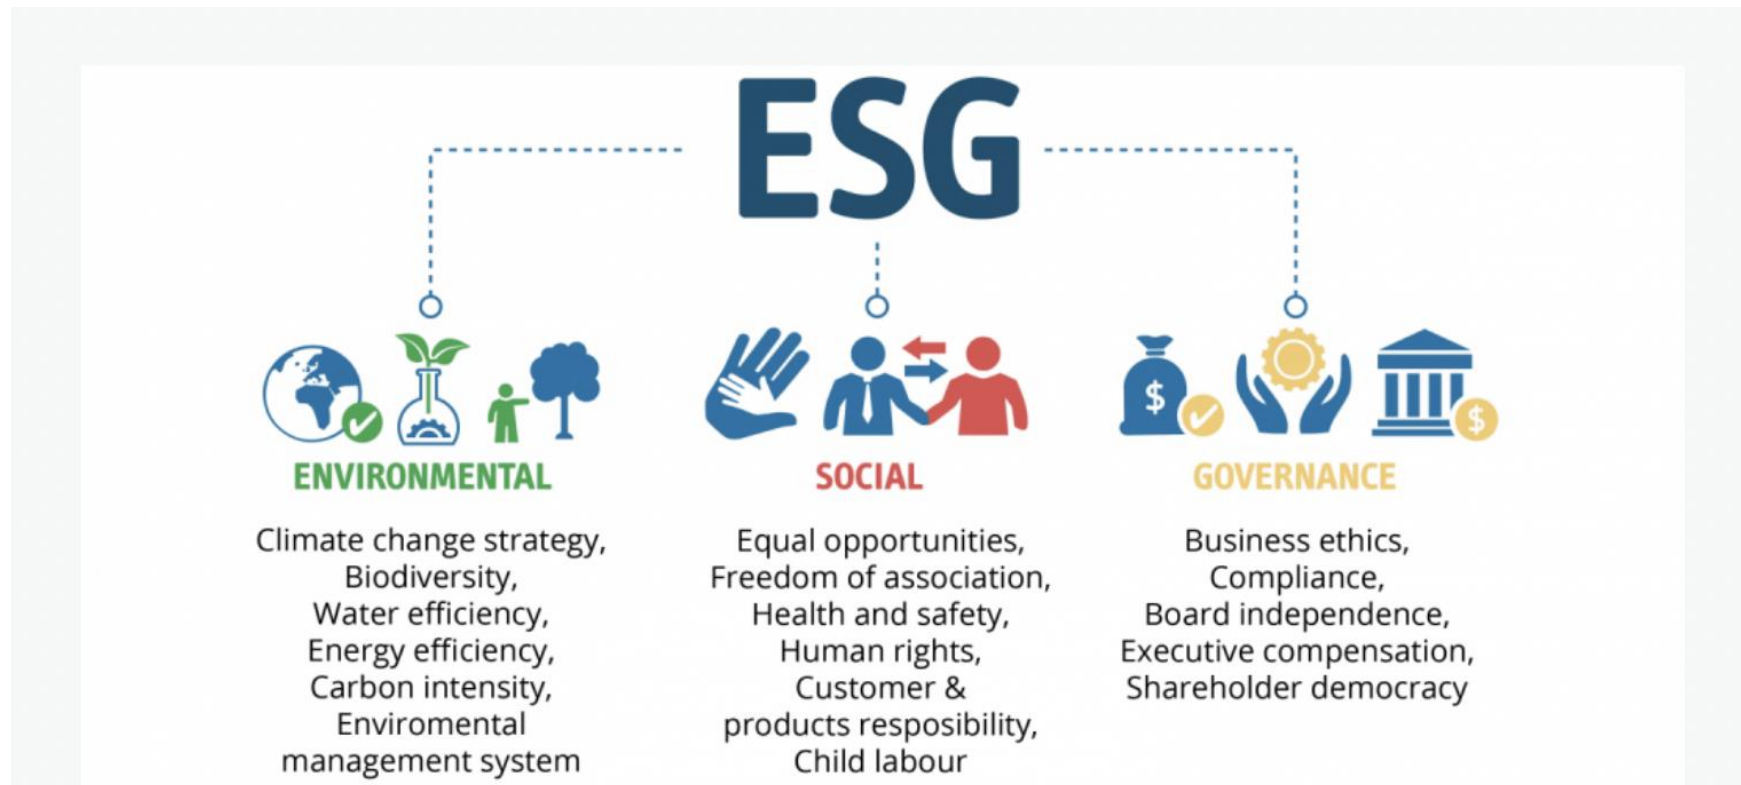 ESG
ENVIRONMENTAL
Climate change strategy,
Biodiversity,
Water efficiency,
Energy efficiency,
Carbon intensity,
Enviromental
management system
SOCIAL
Equal opportunities,
Freedom of association,
Health and safety,
Human rights,
Customer &
products resposibility,
Child labour
$
$
GOVERNANCE
Business ethics,
Compliance,
Board independence,
Executive compensation,
Shareholder democracy